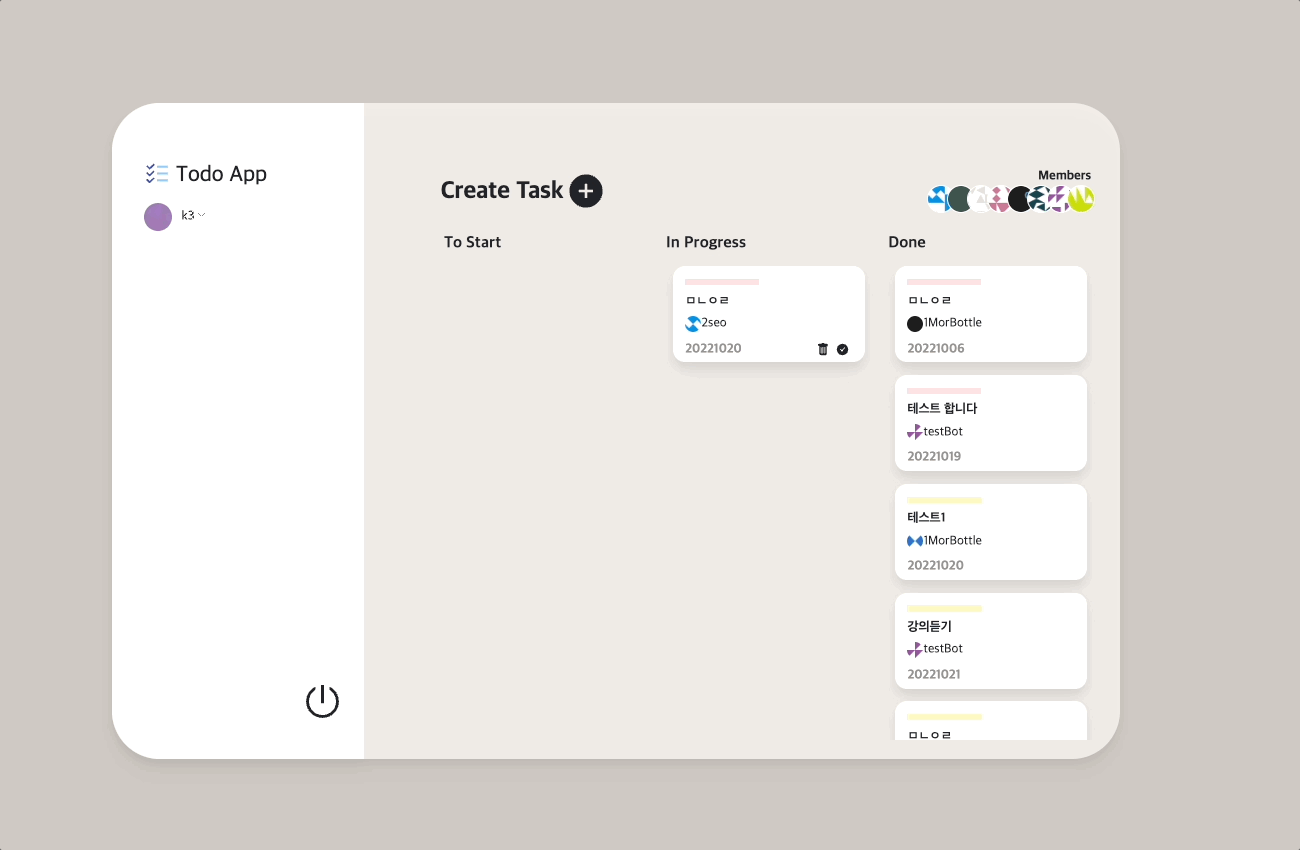 Todo App
k3
Create Task
Members
To Start
In Progress
ㅁㄴㅇㄹ
2seo
20221020
Done
ㅁㄴㅇㄹ
1MorBottle
20221006
테스트 합니다
testBot
20221019
테스트1
1MorBottle
20221020
강의듣기
testBot
20221021
ㅁㄴㅇㄹ